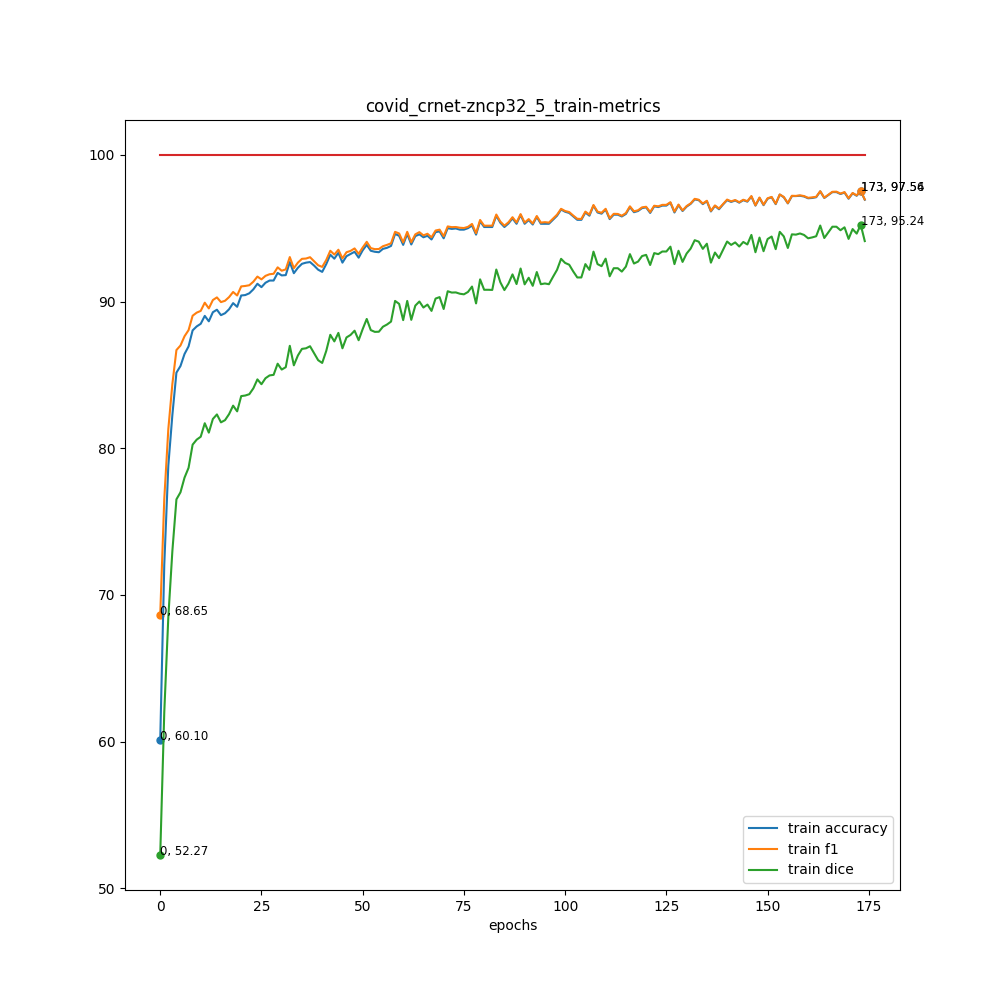 covid_crnet-zncp32_5_train-metrics
100
173, 95.24
90
80
70
0, 68.65
60
0, 60.10
0, 52.27
50
train accuracy
train f1
train dice
0 25 50 75 100 125 150 175
epochs